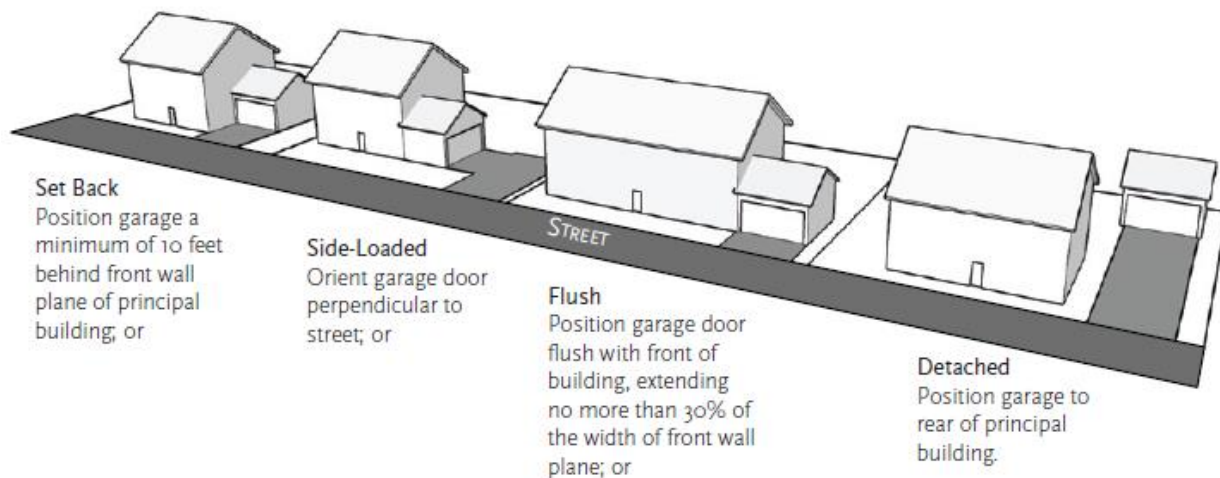 Set Back
Position garage a
minimum of 10 feet
behind front wall
plane of principal
building; or
Side-Loaded
Orient garage door
perpendicular to
street; or
STREET
Flush
Position garage door
flush with front of
building, extending
no more than 30% of
the width of front wall
plane; or
Detached
Position garage to
rear of principal
building.